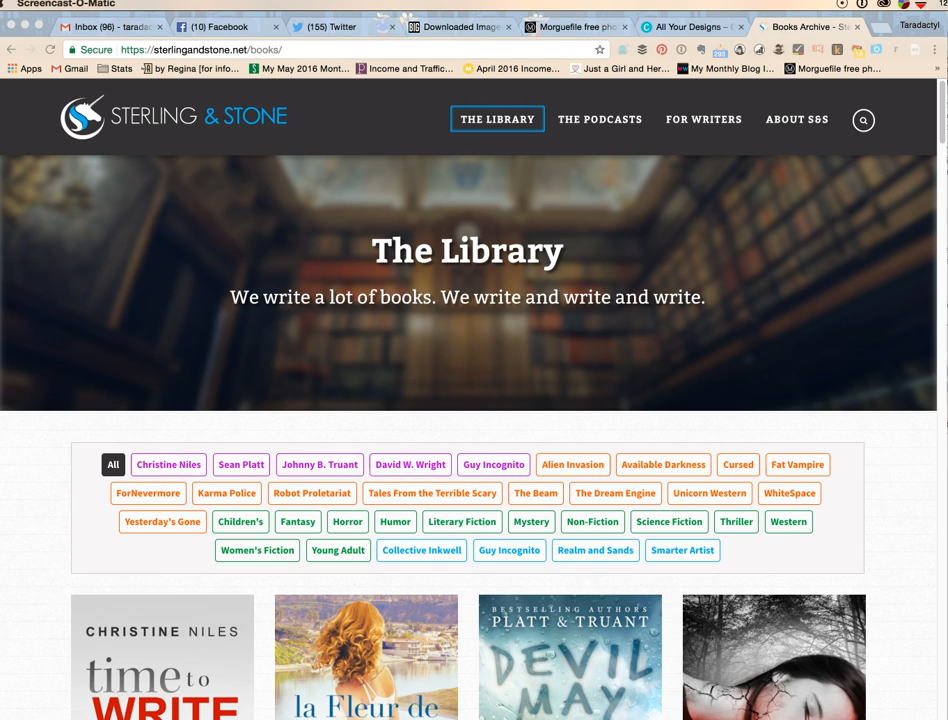 Screencast-O-Matic
Inbox (96) - tarada
(10) Facebook
(155) Twitter
Downloaded Image
Morguefile free pho
All Your Designs –
Books Archive - Ste
Taradactyl
Secure https://sterlingandstone.net/books/
293
Apps Gmail Stats by Regina [for info... My May 2016 Mont... Income and Traffic... April 2016 Income... Just a Girl and Her... My Monthly Blog I... Morguefile free ph...
STERLING & STONE
THE LIBRARY THE PODCASTS FOR WRITERS ABOUT S&S
The Library
We write a lot of books. We write and write and write.
All Christine Niles Sean Platt Johnny B. Truant David W. Wright Guy Incognito Alien Invasion Available Darkness Cursed Fat Vampire
ForNevermore Karma Police Robot Proletariat Tales From the Terrible Scary The Beam The Dream Engine Unicorn Western WhiteSpace
Yesterday's Gone Children's Fantasy Horror Humor Literary Fiction Mystery Non-Fiction Science Fiction Thriller Western
Women's Fiction Young Adult Collective Inkwell Guy Incognito Realm and Sands Smarter Artist
CHRISTINE NILES
time to
WRITE
la Fleur de
BESTSELLING AUTHORS
PLATT & TRUANT
DEVIL
MAY